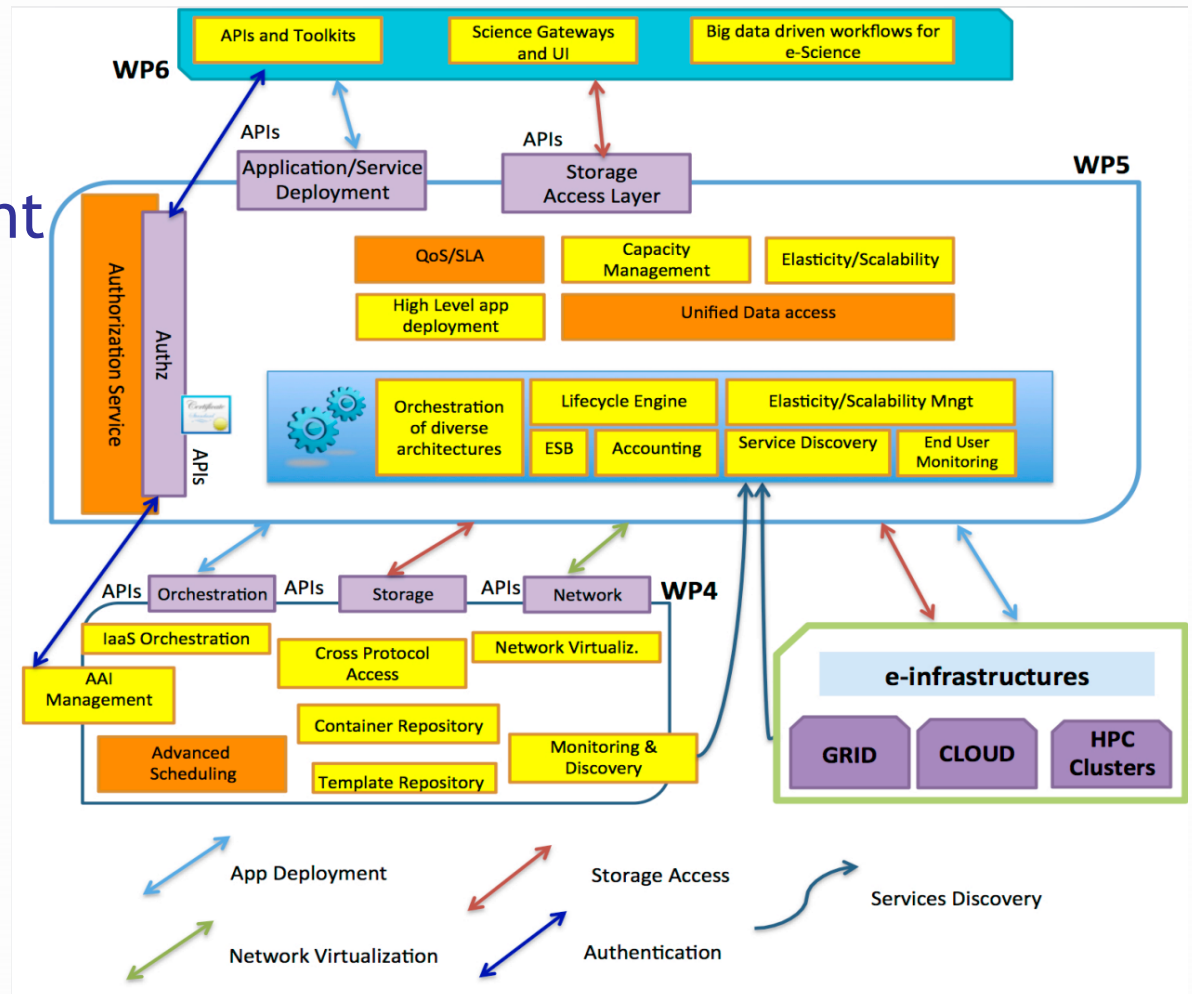 APIs and Toolkits
Science Gateways
and UI
Big data driven workflows for
e-Science
WP6
APIs
APIs
Application/Service
Deployment
Storage
Access Layer
WP5
nt
Authorization Service
Authz
APIs
Certificate
QoS/SLA
Capacity
Management
Elasticity/Scalability
High Level app
deployment
Unified Data access
Orchestration
of diverse
architectures
Lifecycle Engine
Elasticity/Scalability Mngt
ESB
Accounting
Service Discovery
End User
Monitoring
APIs
Orchestration
APIs
Storage
APIs
Network
WP4
IaaS Orchestration
Cross Protocol
Access
Network Virtualiz.
AAI
Management
Container Repository
Advanced
Scheduling
Template Repository
Monitoring &
Discovery
e-infrastructures
GRID
CLOUD
HPC
Clusters
App Deployment
Storage Access
Services Discovery
Network Virtualization
Authentication